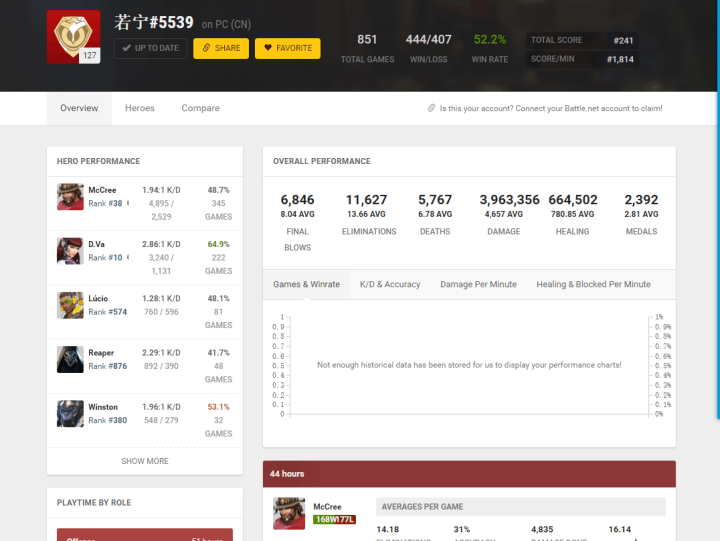 若宁#5539 on PC (CN)
127
UP TO DATE
SHARE
FAVORITE
851
TOTAL GAMES
444/407
WIN/LOSS
52.2%
WIN RATE
TOTAL SCORE #241
SCORE/MIN #1,814
Overview Heroes Compare
Is this your account? Connect your Battle.net account to claim!
HERO PERFORMANCE
McCree 1.94:1 K/D 48.7%
Rank #38 4,895 / 345
2,529 GAMES
D.Va 2.86:1 K/D 64.9%
Rank #10 3,240 / 222
1,131 GAMES
Lúcio 1.28:1 K/D 48.1%
Rank #574 760 / 596 81
GAMES
Reaper 2.29:1 K/D 41.7%
Rank #876 892 / 390 48
GAMES
Winston 1.96:1 K/D 53.1%
Rank #380 548 / 279 32
GAMES
SHOW MORE
PLAYTIME BY ROLE
Offense 51 hours
OVERALL PERFORMANCE
6,846 11,627 5,767 3,963,356 664,502 2,392
8.04 AVG 13.66 AVG 6.78 AVG 4,657 AVG 780.85 AVG 2.81 AVG
FINAL ELIMINATIONS DEATHS DAMAGE HEALING MEDALS
BLOWS
Games & Winrate K/D & Accuracy Damage Per Minute Healing & Blocked Per Minute
1 1%
0.9 0.9%
0.8 0.8%
0.7 0.7%
0.6 0.6%
0.5 Not enough historical data has been stored for us to display your performance charts! 0.5%
0.4 0.4%
0.3 0.3%
0.2 0.2%
0.1 0.1%
0 0%
44 hours
McCree
168W 177L
AVERAGES PER GAME
14.18 31% 4,835 16.14
ELIMINATIONS ACCURACY DAMAGE DONE